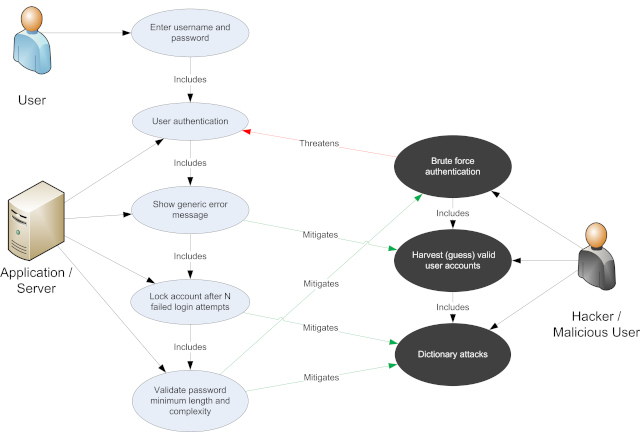 Enter username and
password
User
Includes
User authentication
Threatens
Brute force
authentication
Includes
Includes
Show generic error
message
Mitigates
Harvest (guess) valid
user accounts
Application /
Server
Includes
Mitigates
Includes
Hacker /
Malicious User
Lock account after N
failed login attempts
Mitigates
Dictionary attacks
Includes
Mitigates
Validate password
minimum length and
complexity